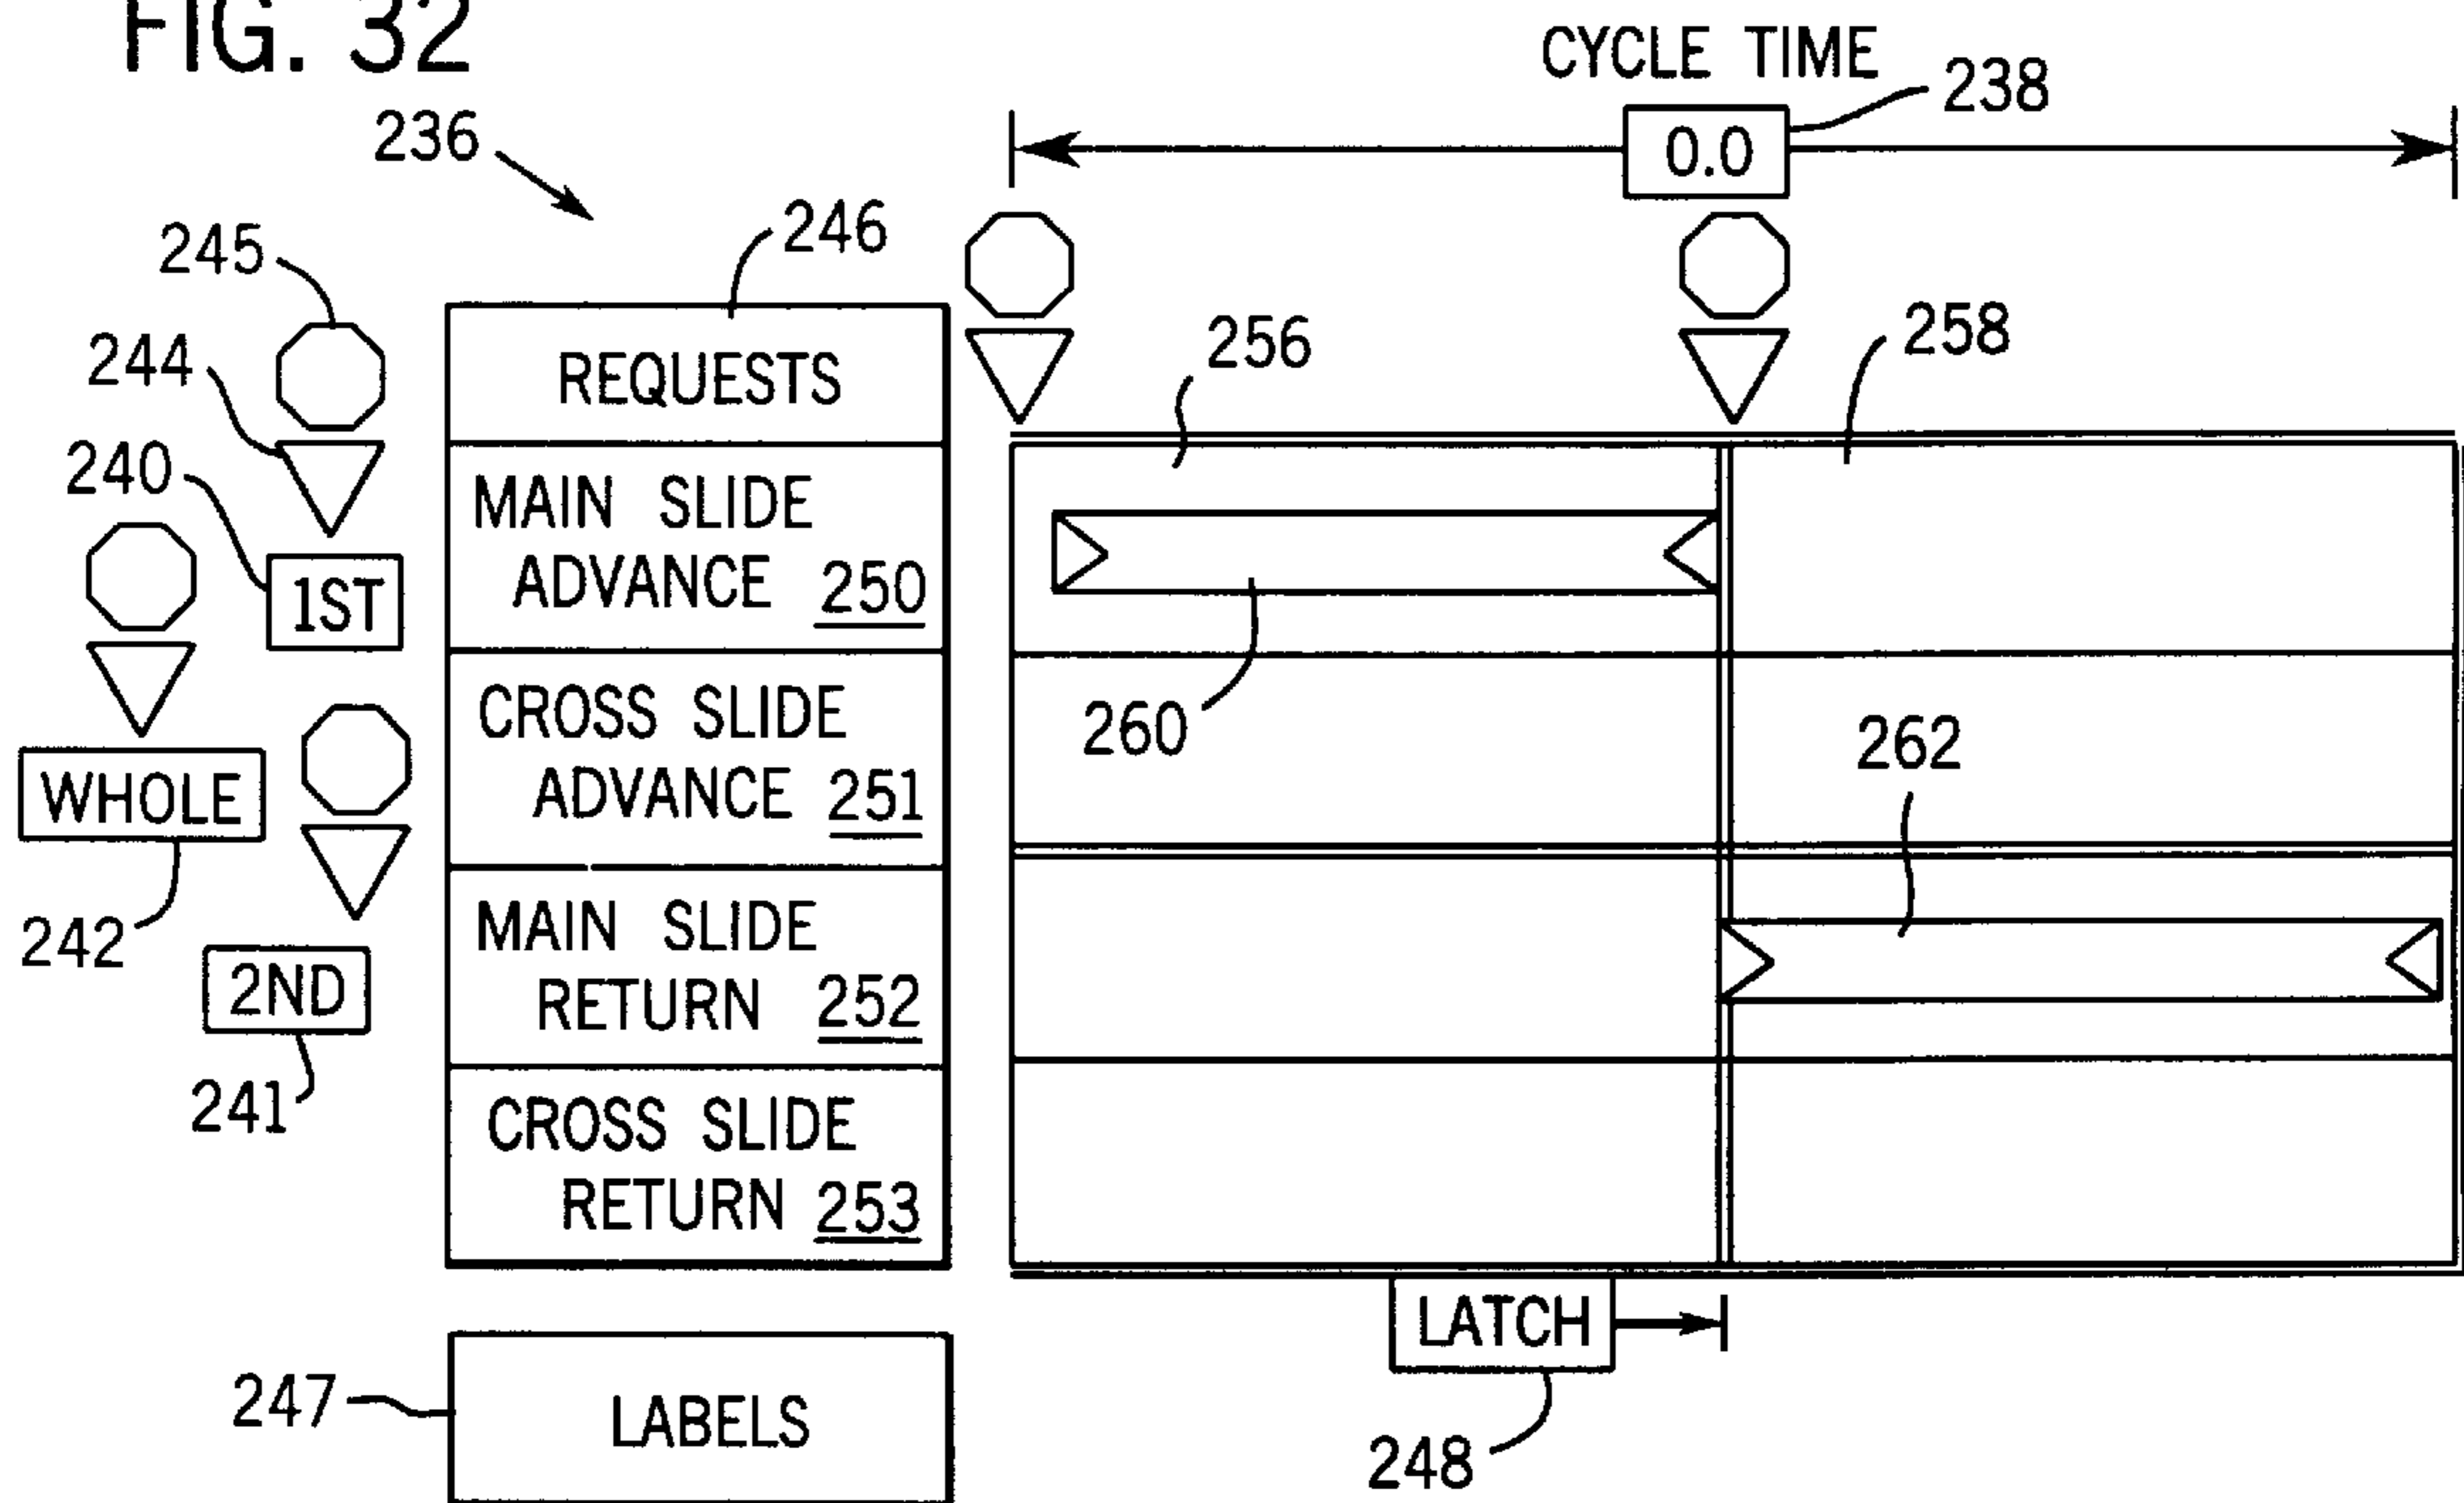 FIG. 32
CYCLE TIME
238
0.0
236
246
245
244
240
REQUESTS
256
258
MAIN SLIDE
ADVANCE 250
1ST
260
CROSS SLIDE
ADVANCE 251
262
WHOLE
242
MAIN SLIDE
RETURN 252
2ND
241
CROSS SLIDE
RETURN 253
LATCH
248
247
LABELS